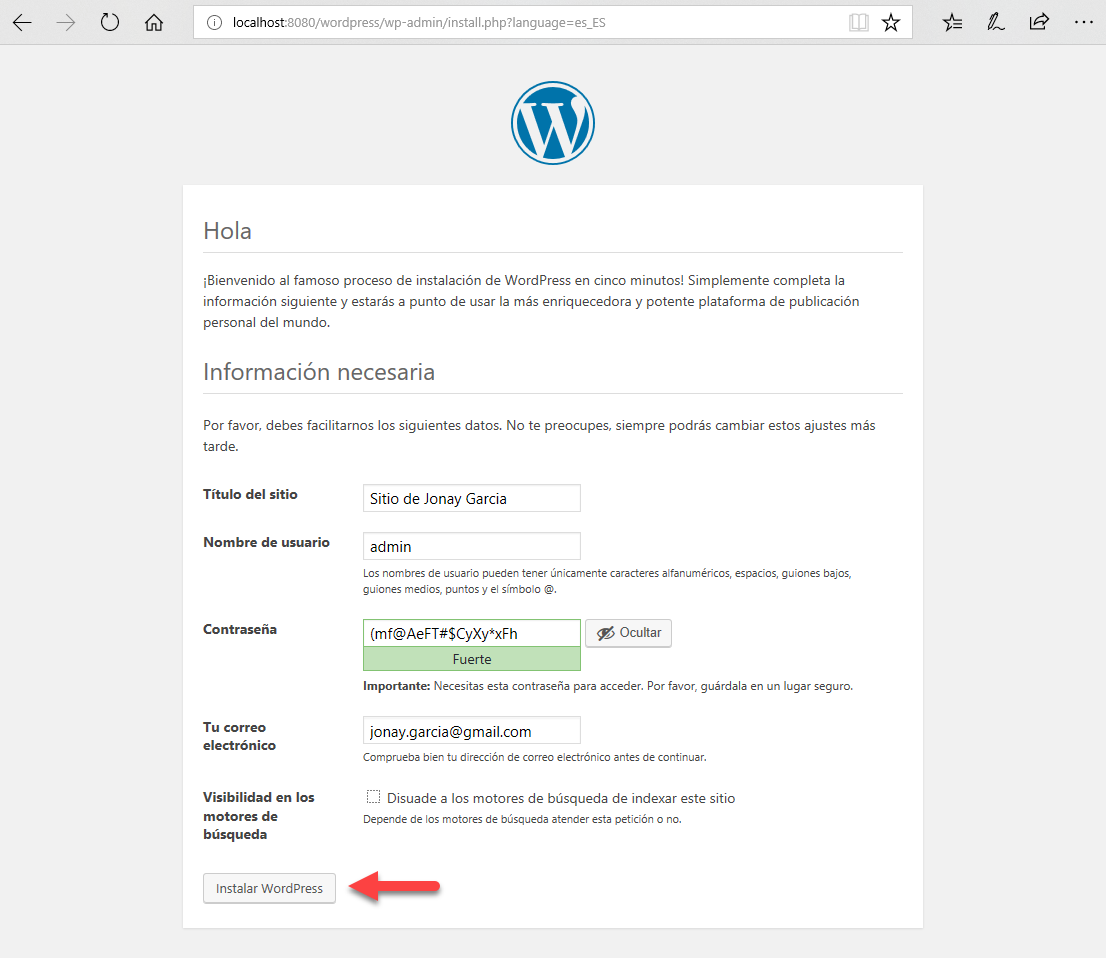 localhost:8080/wordpress/wp-admin/install.php?language=es_ES
Hola
¡Bienvenido al famoso proceso de instalación de WordPress en cinco minutos! Simplemente completa la
información siguiente y estarás a punto de usar la más enriquecedora y potente plataforma de publicación
personal del mundo.
Información necesaria
Por favor, debes facilitarnos los siguientes datos. No te preocupes, siempre podrás cambiar estos ajustes más
tarde.
Título del sitio
Sitio de Jonay Garcia
Nombre de usuario
admin
Los nombres de usuario pueden tener únicamente caracteres alfanuméricos, espacios, guiones bajos,
guiones medios, puntos y el símbolo @.
Contraseña
(mf@AeFT#$CyXy*xFh
Ocultar
Fuerte
Importante: Necesitas esta contraseña para acceder. Por favor, guárdala en un lugar seguro.
Tu correo
electrónico
jonay.garcia@gmail.com
Comprueba bien tu dirección de correo electrónico antes de continuar.
Visibilidad en los
motores de
búsqueda
Disuade a los motores de búsqueda de indexar este sitio
Depende de los motores de búsqueda atender esta petición o no.
Instalar WordPress